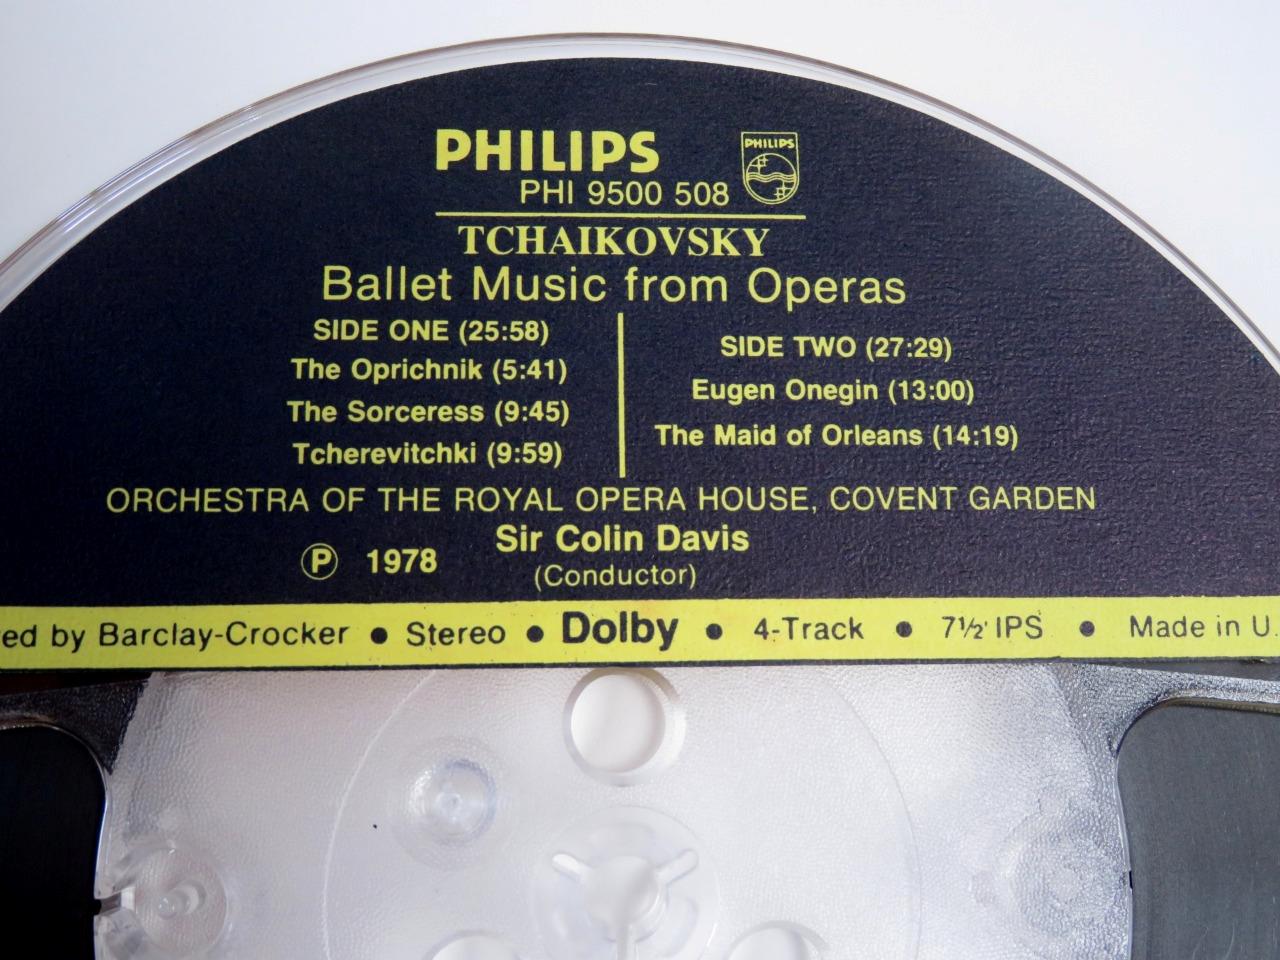 PHILIPS
PHILIPS
PHI 9500 508
TCHAIKOVSKY
Ballet Music from Operas
SIDE ONE (25:58)
The Oprichnik (5:41)
The Sorceress (9:45)
Tcherevitchki (9:59)
SIDE TWO (27:29)
Eugen Onegin (13:00)
The Maid of Orleans (14:19)
ORCHESTRA OF THE ROYAL OPERA HOUSE, COVENT GARDEN
Sir Colin Davis
Ⓟ 1978
(Conductor)
by Barclay-Crocker • Stereo • Dolby • 4-Track • 7½ IPS • Made in U.